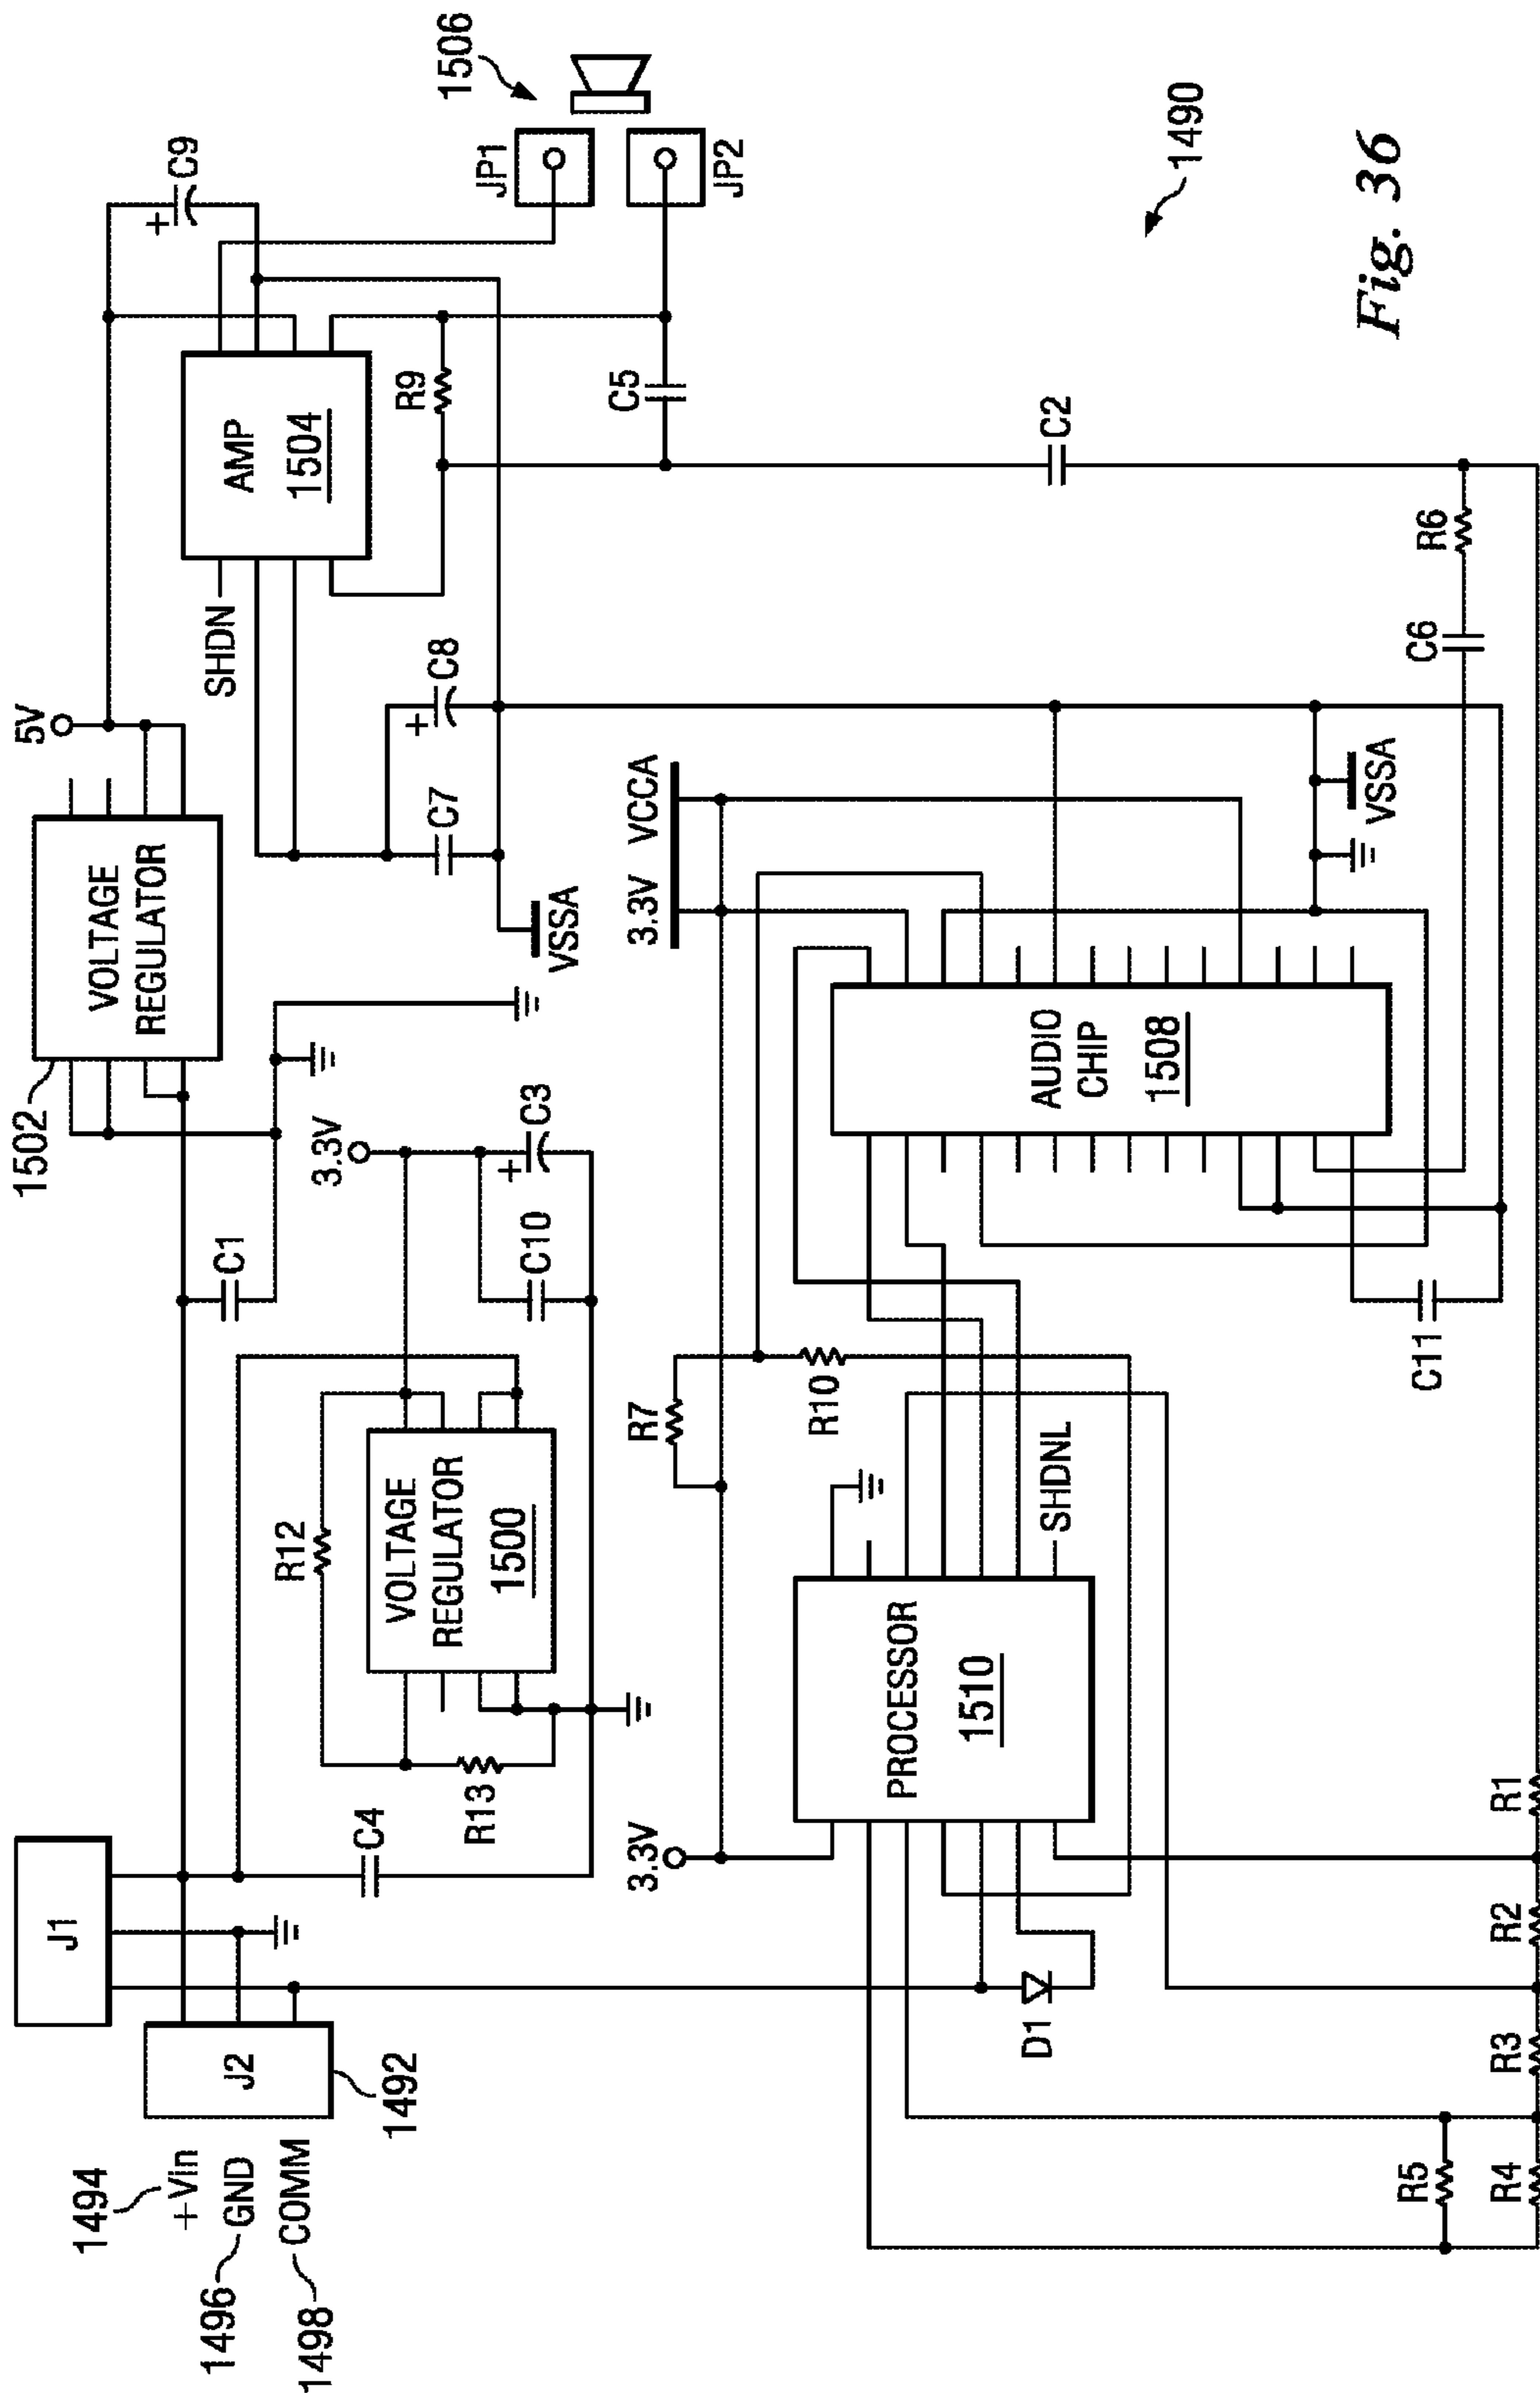 1494
+Vin
1496
GND
1498
COMM
J2
1492
J1
1502
VOLTAGE
REGULATOR
5V
C1
C4
R12
VOLTAGE
REGULATOR
1500
R13
3.3V
C10
C3
SHDN
AMP
1504
C9
R9
C7
C8
VSSA
C5
JP1
JP2
1506
3.3V
PROCESSOR
1510
SHDNL
D1
R7
R10
3.3V
VCCA
AUDIO
CHIP
1508
VSSA
C11
C6
R6
C2
R5
R4
R3
R2
R1
1490
Fig. 36